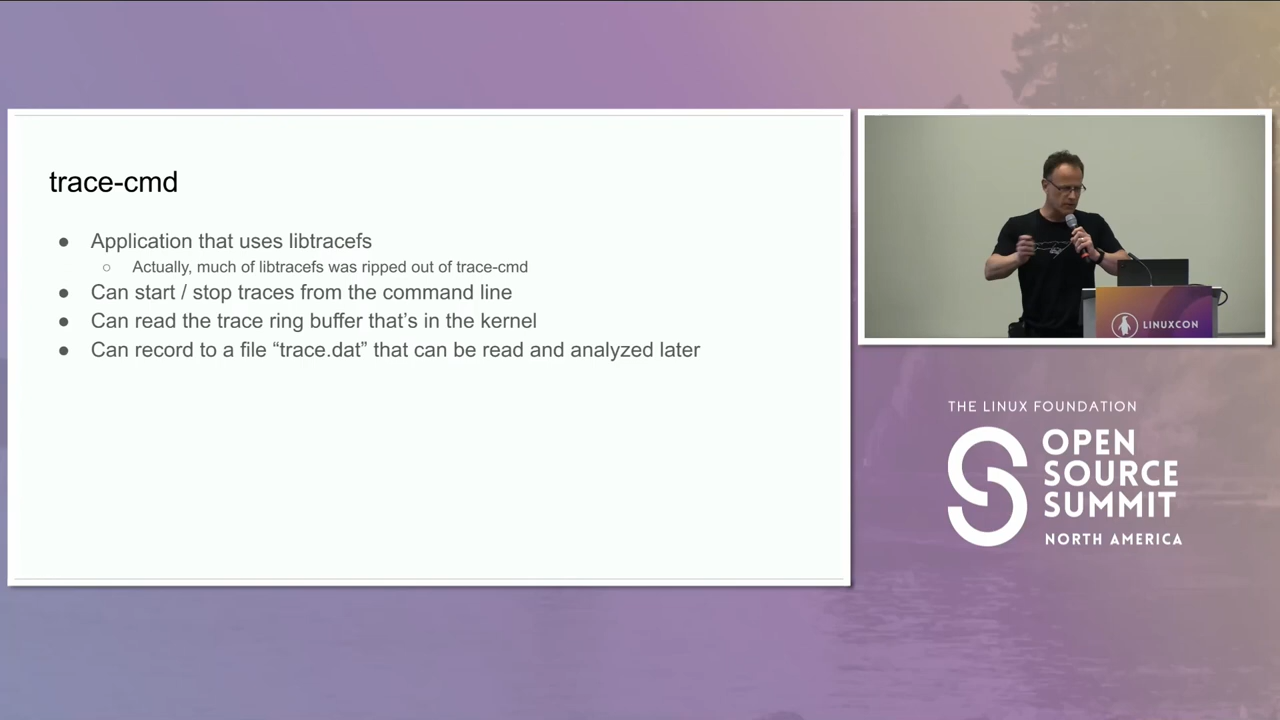 trace-cmd
● Application that uses libtracefs
○ Actually, much of libtracefs was ripped out of trace-cmd
● Can start / stop traces from the command line
● Can read the trace ring buffer that’s in the kernel
● Can record to a file “trace.dat” that can be read and analyzed later
LINUXCON
THE LINUX FOUNDATION
OPEN
SOURCE
SUMMIT
NORTH AMERICA